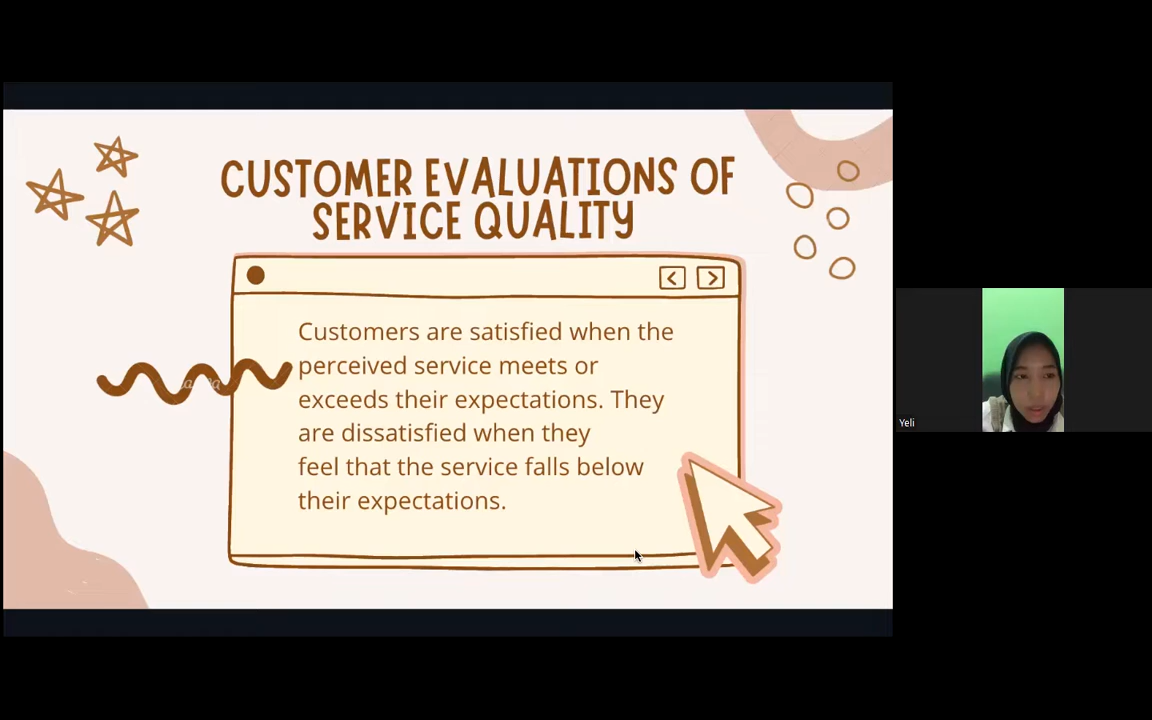 CUSTOMER EVALUATIONS OF
SERVICE QUALITY
Customers are satisfied when the
perceived service meets or
exceeds their expectations. They
are dissatisfied when they
feel that the service falls below
their expectations.
Yeli